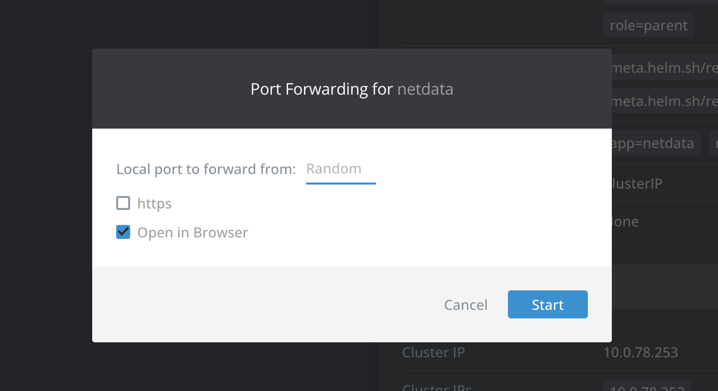 role=parent
meta.helm.sh/re
meta.helm.sh/re
Port Forwarding for netdata
app=netdata
Local port to forward from: Random
lusterIP
https
one
Open in Browser
Cancel
Start
Cluster IP
10.0.78.253
Cluster IPs
10.0.78.253